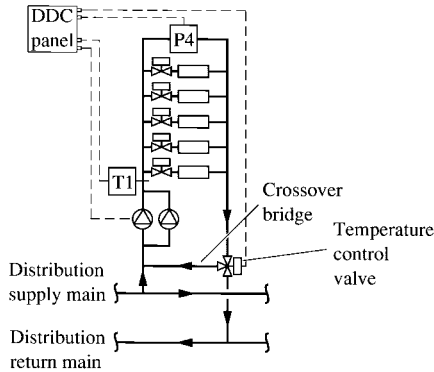 DDC
panel
P4
T1
Crossover
bridge
Temperature
control
valve
Distribution
supply main
Distribution
return main